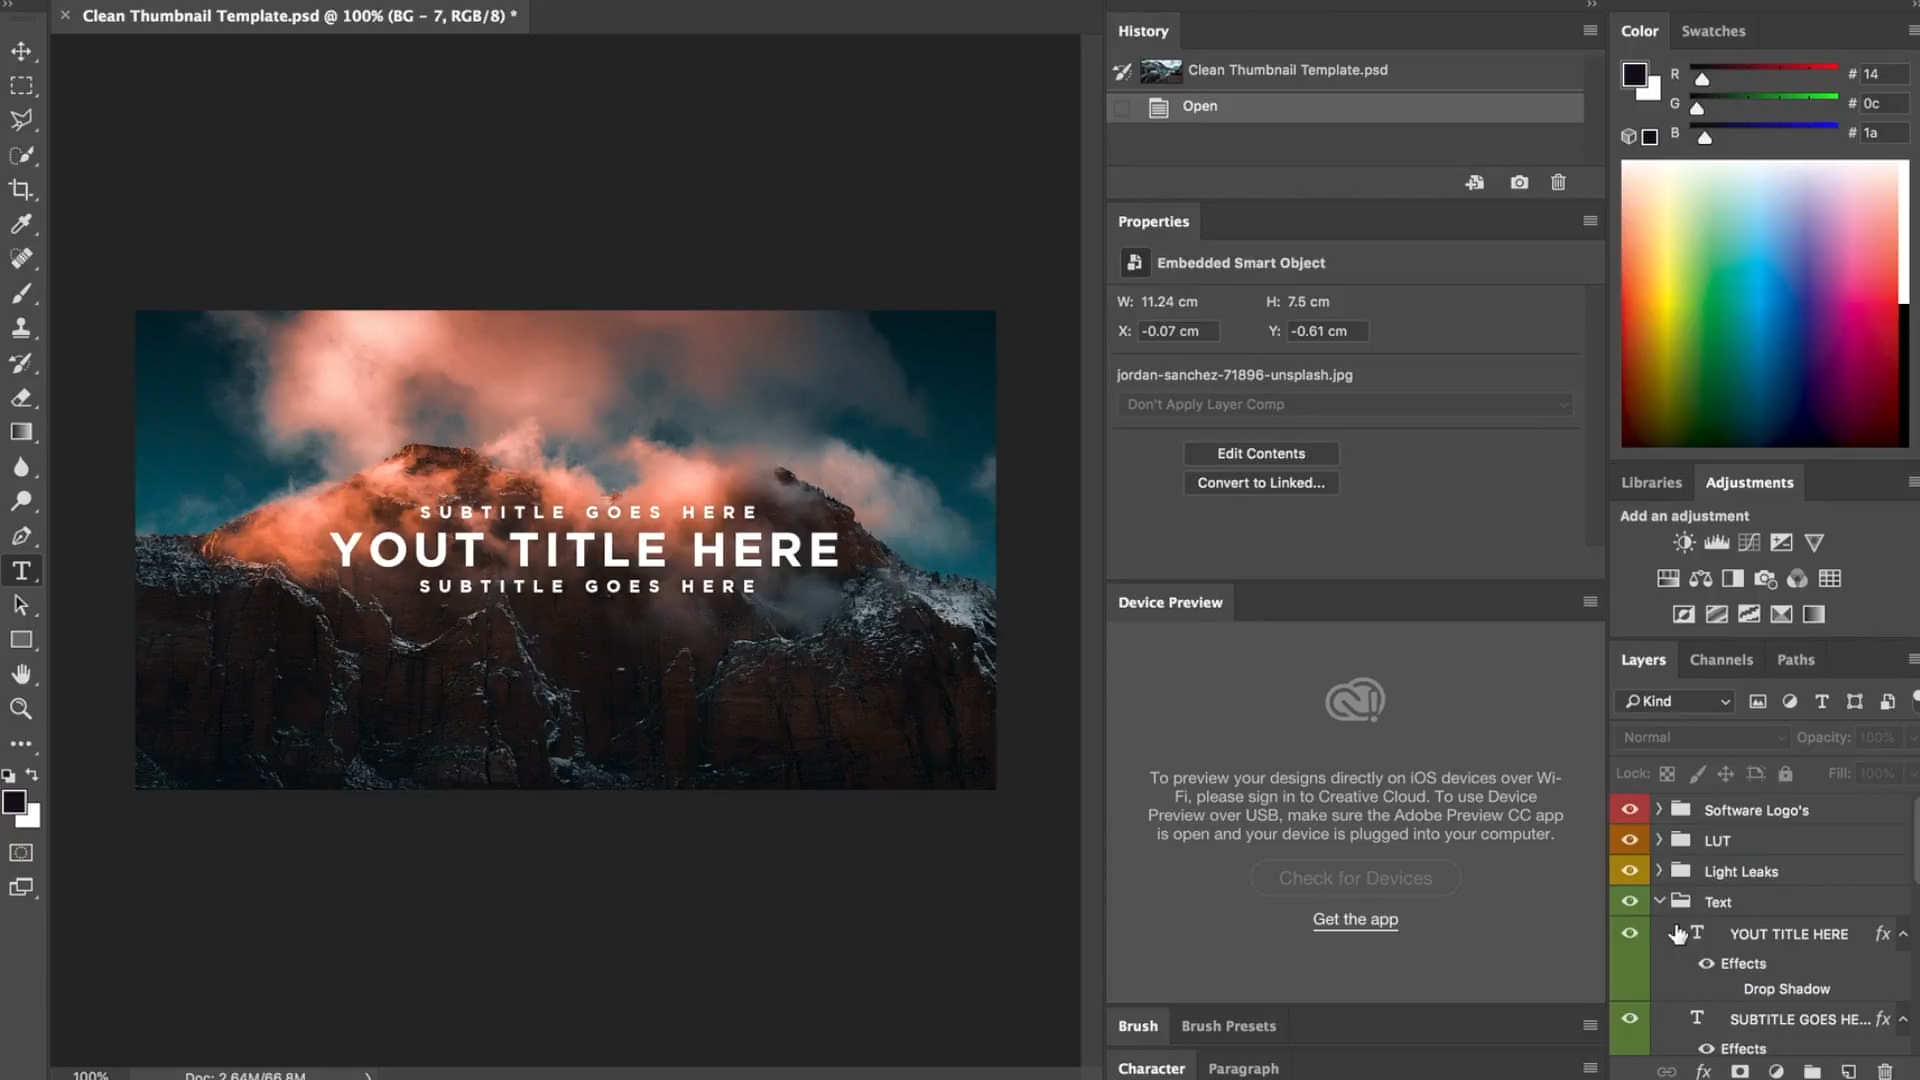 Clean Thumbnail Template.psd @ 100% (BG - 7, RGB/8) *
SUBTITLE GOES HERE
YOUT TITLE HERE
SUBTITLE GOES HERE
100%
Doc: 2.64M/66.8M
History
Clean Thumbnail Template.psd
Open
Properties
Embedded Smart Object
W: 11.24 cm H: 7.5 cm
X: -0.07 cm Y: -0.61 cm
jordan-sanchez-71896-unsplash.jpg
Don't Apply Layer Comp
Edit Contents
Convert to Linked...
Device Preview
To preview your designs directly on iOS devices over Wi-
Fi, please sign in to Creative Cloud. To use Device
Preview over USB, make sure the Adobe Preview CC app
is open and your device is plugged into your computer.
Check for Devices
Get the app
Brush Brush Presets
Character Paragraph
Color Swatches
R # 14
G # 0c
B # 1a
Libraries Adjustments
Add an adjustment
Layers Channels Paths
Kind
Normal Opacity: 100%
Lock: Fill: 100%
Software Logo's
LUT
Light Leaks
Text
T YOUT TITLE HERE fx
Effects
Drop Shadow
T SUBTITLE GOES HE... fx
Effects
fx